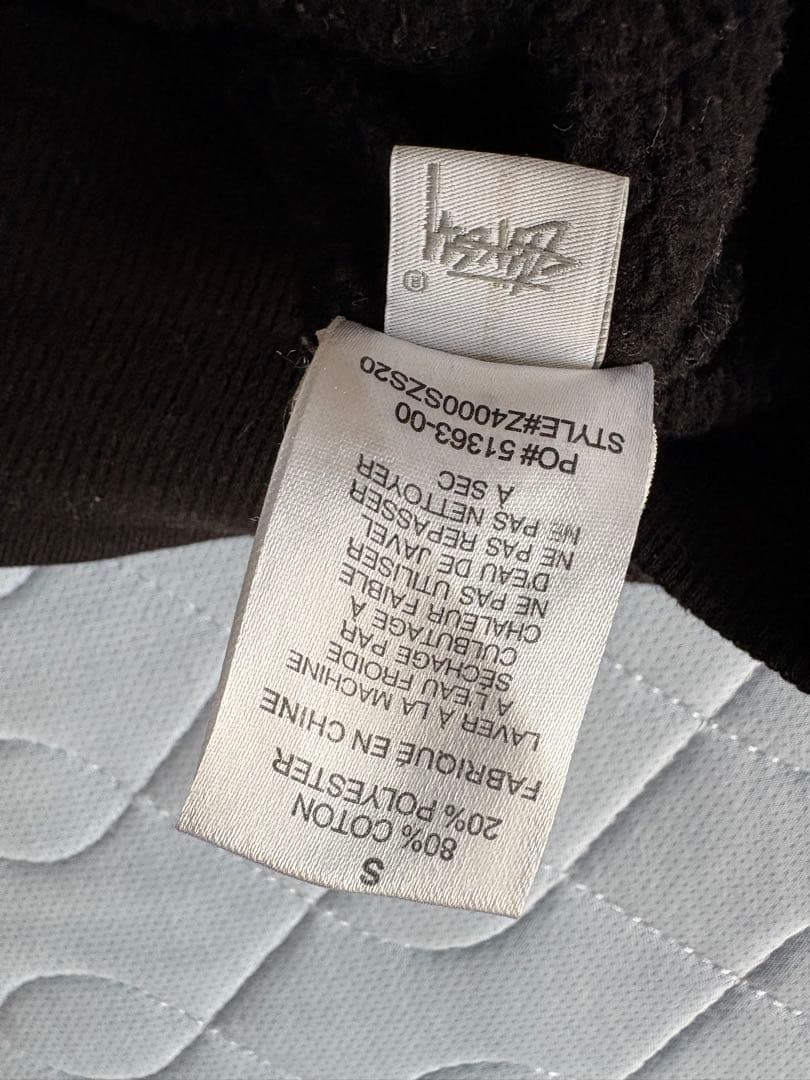 S
80% COTON
20% POLYESTER
FABRIQUÉ EN CHINE
LAVER A LA MACHINE
A L'EAU FROIDE
SÉCHAGE PAR
CULBUTAGE A
CHALEUR FAIBLE
NE PAS UTILISER
D'EAU DE JAVEL
NE PAS REPASSER
NE PAS NETTOYER
A SEC
PO# 51363-00
STYLE#Z4000SZS20
Stüssy
®